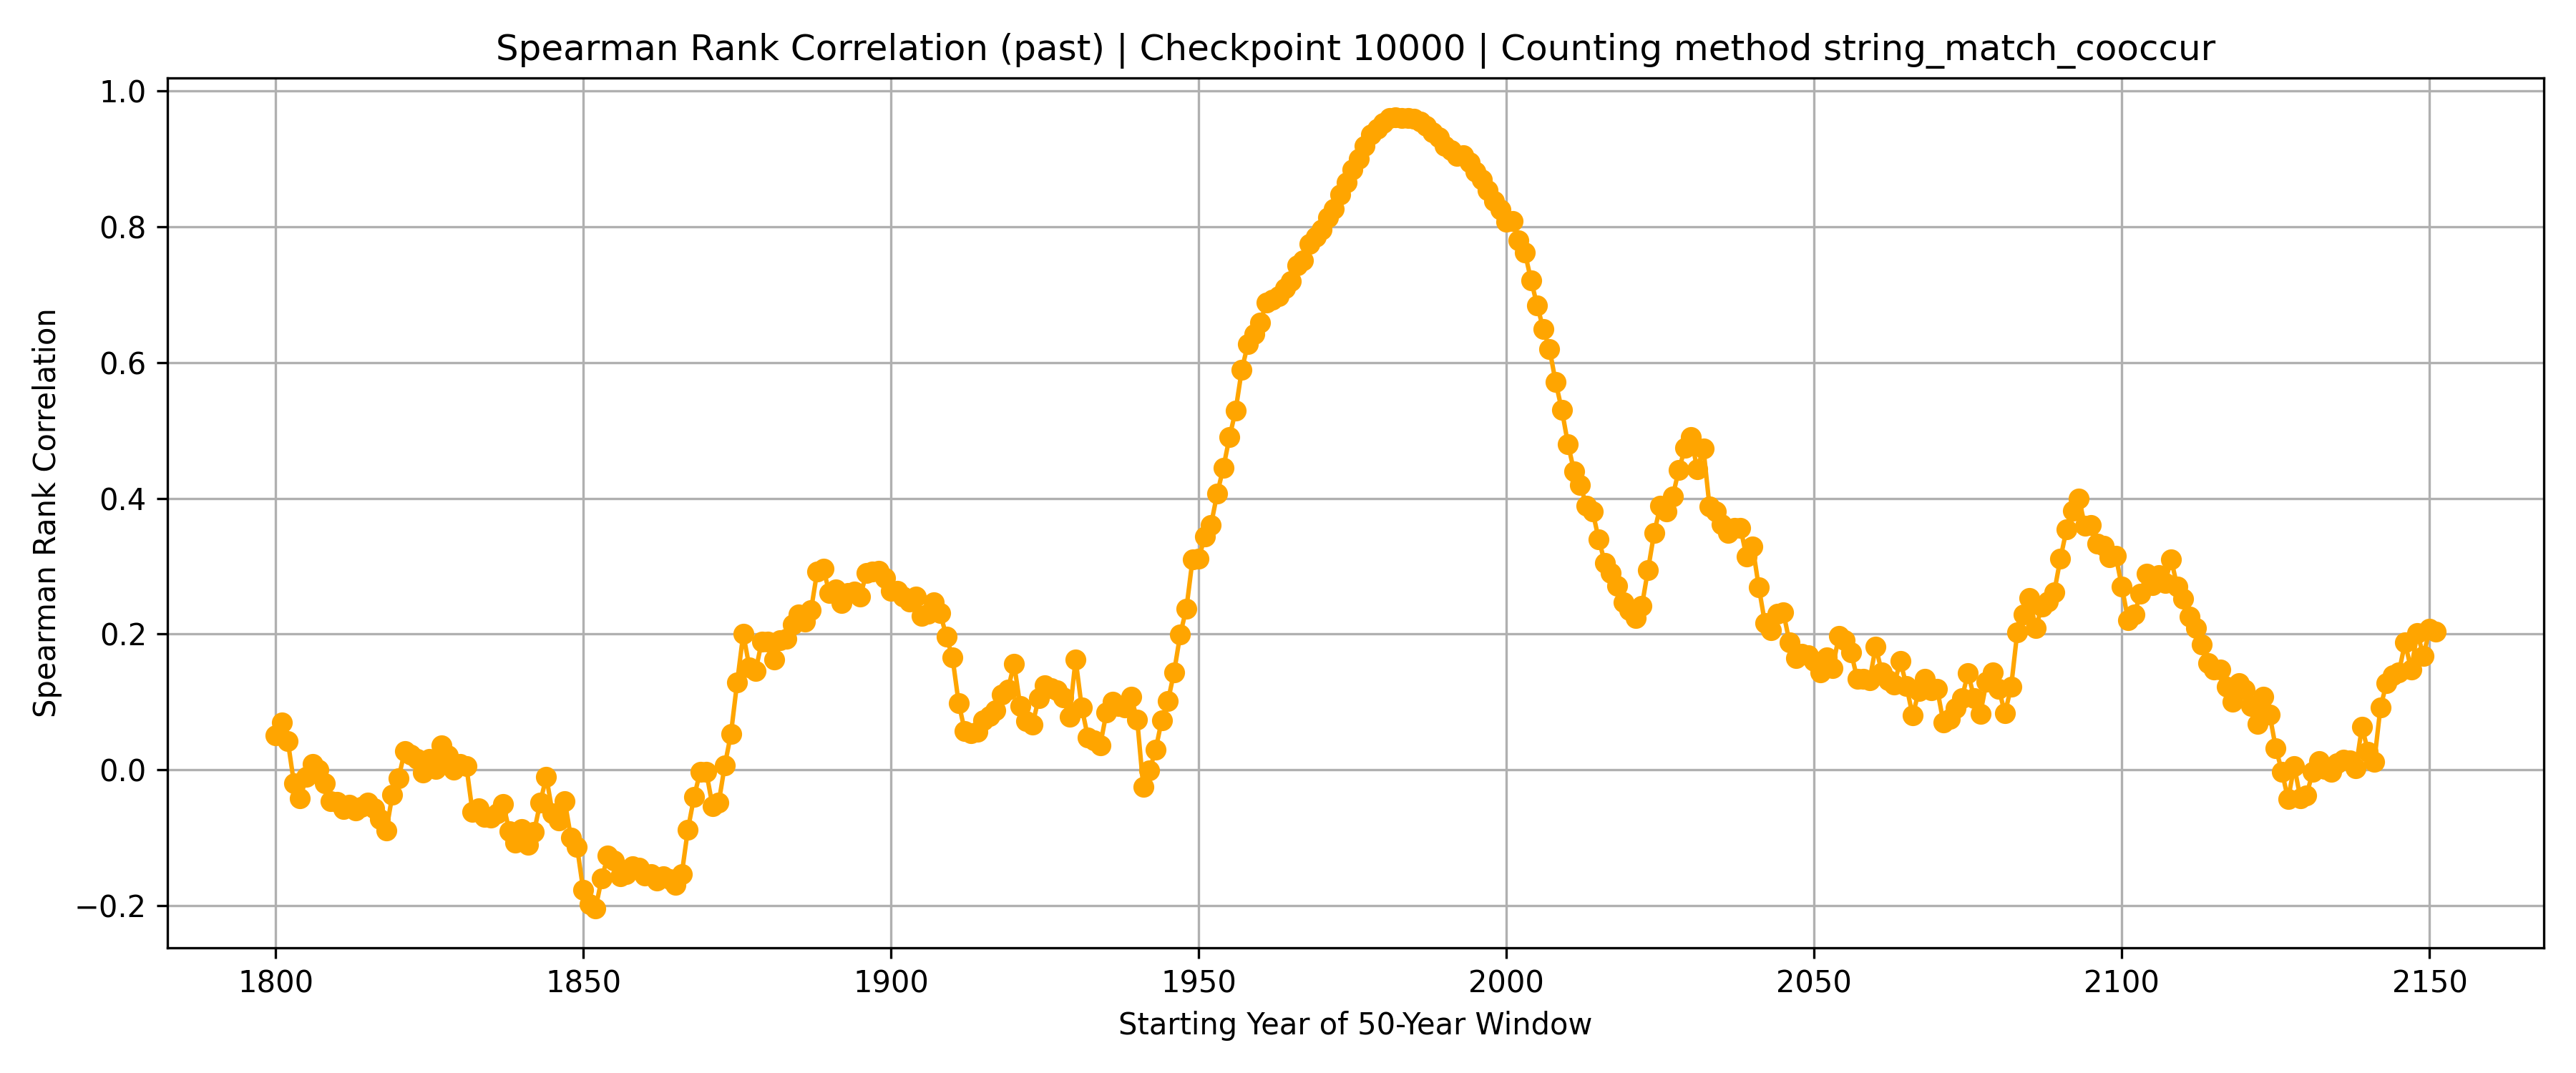 Spearman Rank Correlation (past) | Checkpoint 10000 | Counting method string_match_cooccur
Spearman Rank Correlation
1.0
0.8
0.6
0.4
0.2
0.0
−0.2
1800 1850 1900 1950 2000 2050 2100 2150
Starting Year of 50-Year Window